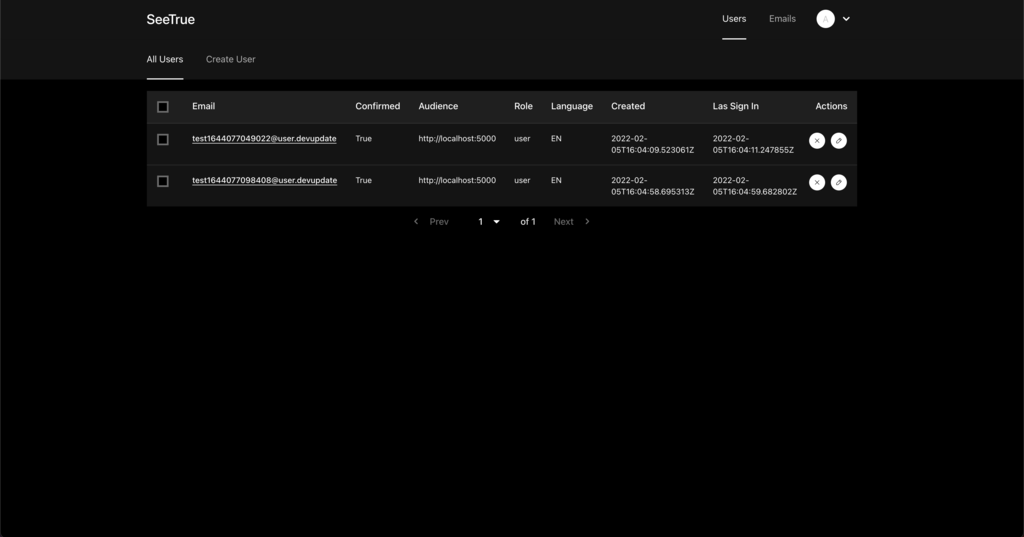 SeeTrue
Users Emails A
All Users Create User
Email Confirmed Audience Role Language Created Las Sign In Actions
test1644077049022@user.devupdate True http://localhost:5000 user EN 2022-02- 2022-02-
05T16:04:09.523061Z 05T16:04:11.247855Z
test1644077098408@user.devupdate True http://localhost:5000 user EN 2022-02- 2022-02-
05T16:04:58.695313Z 05T16:04:59.682802Z
Prev 1 of 1 Next